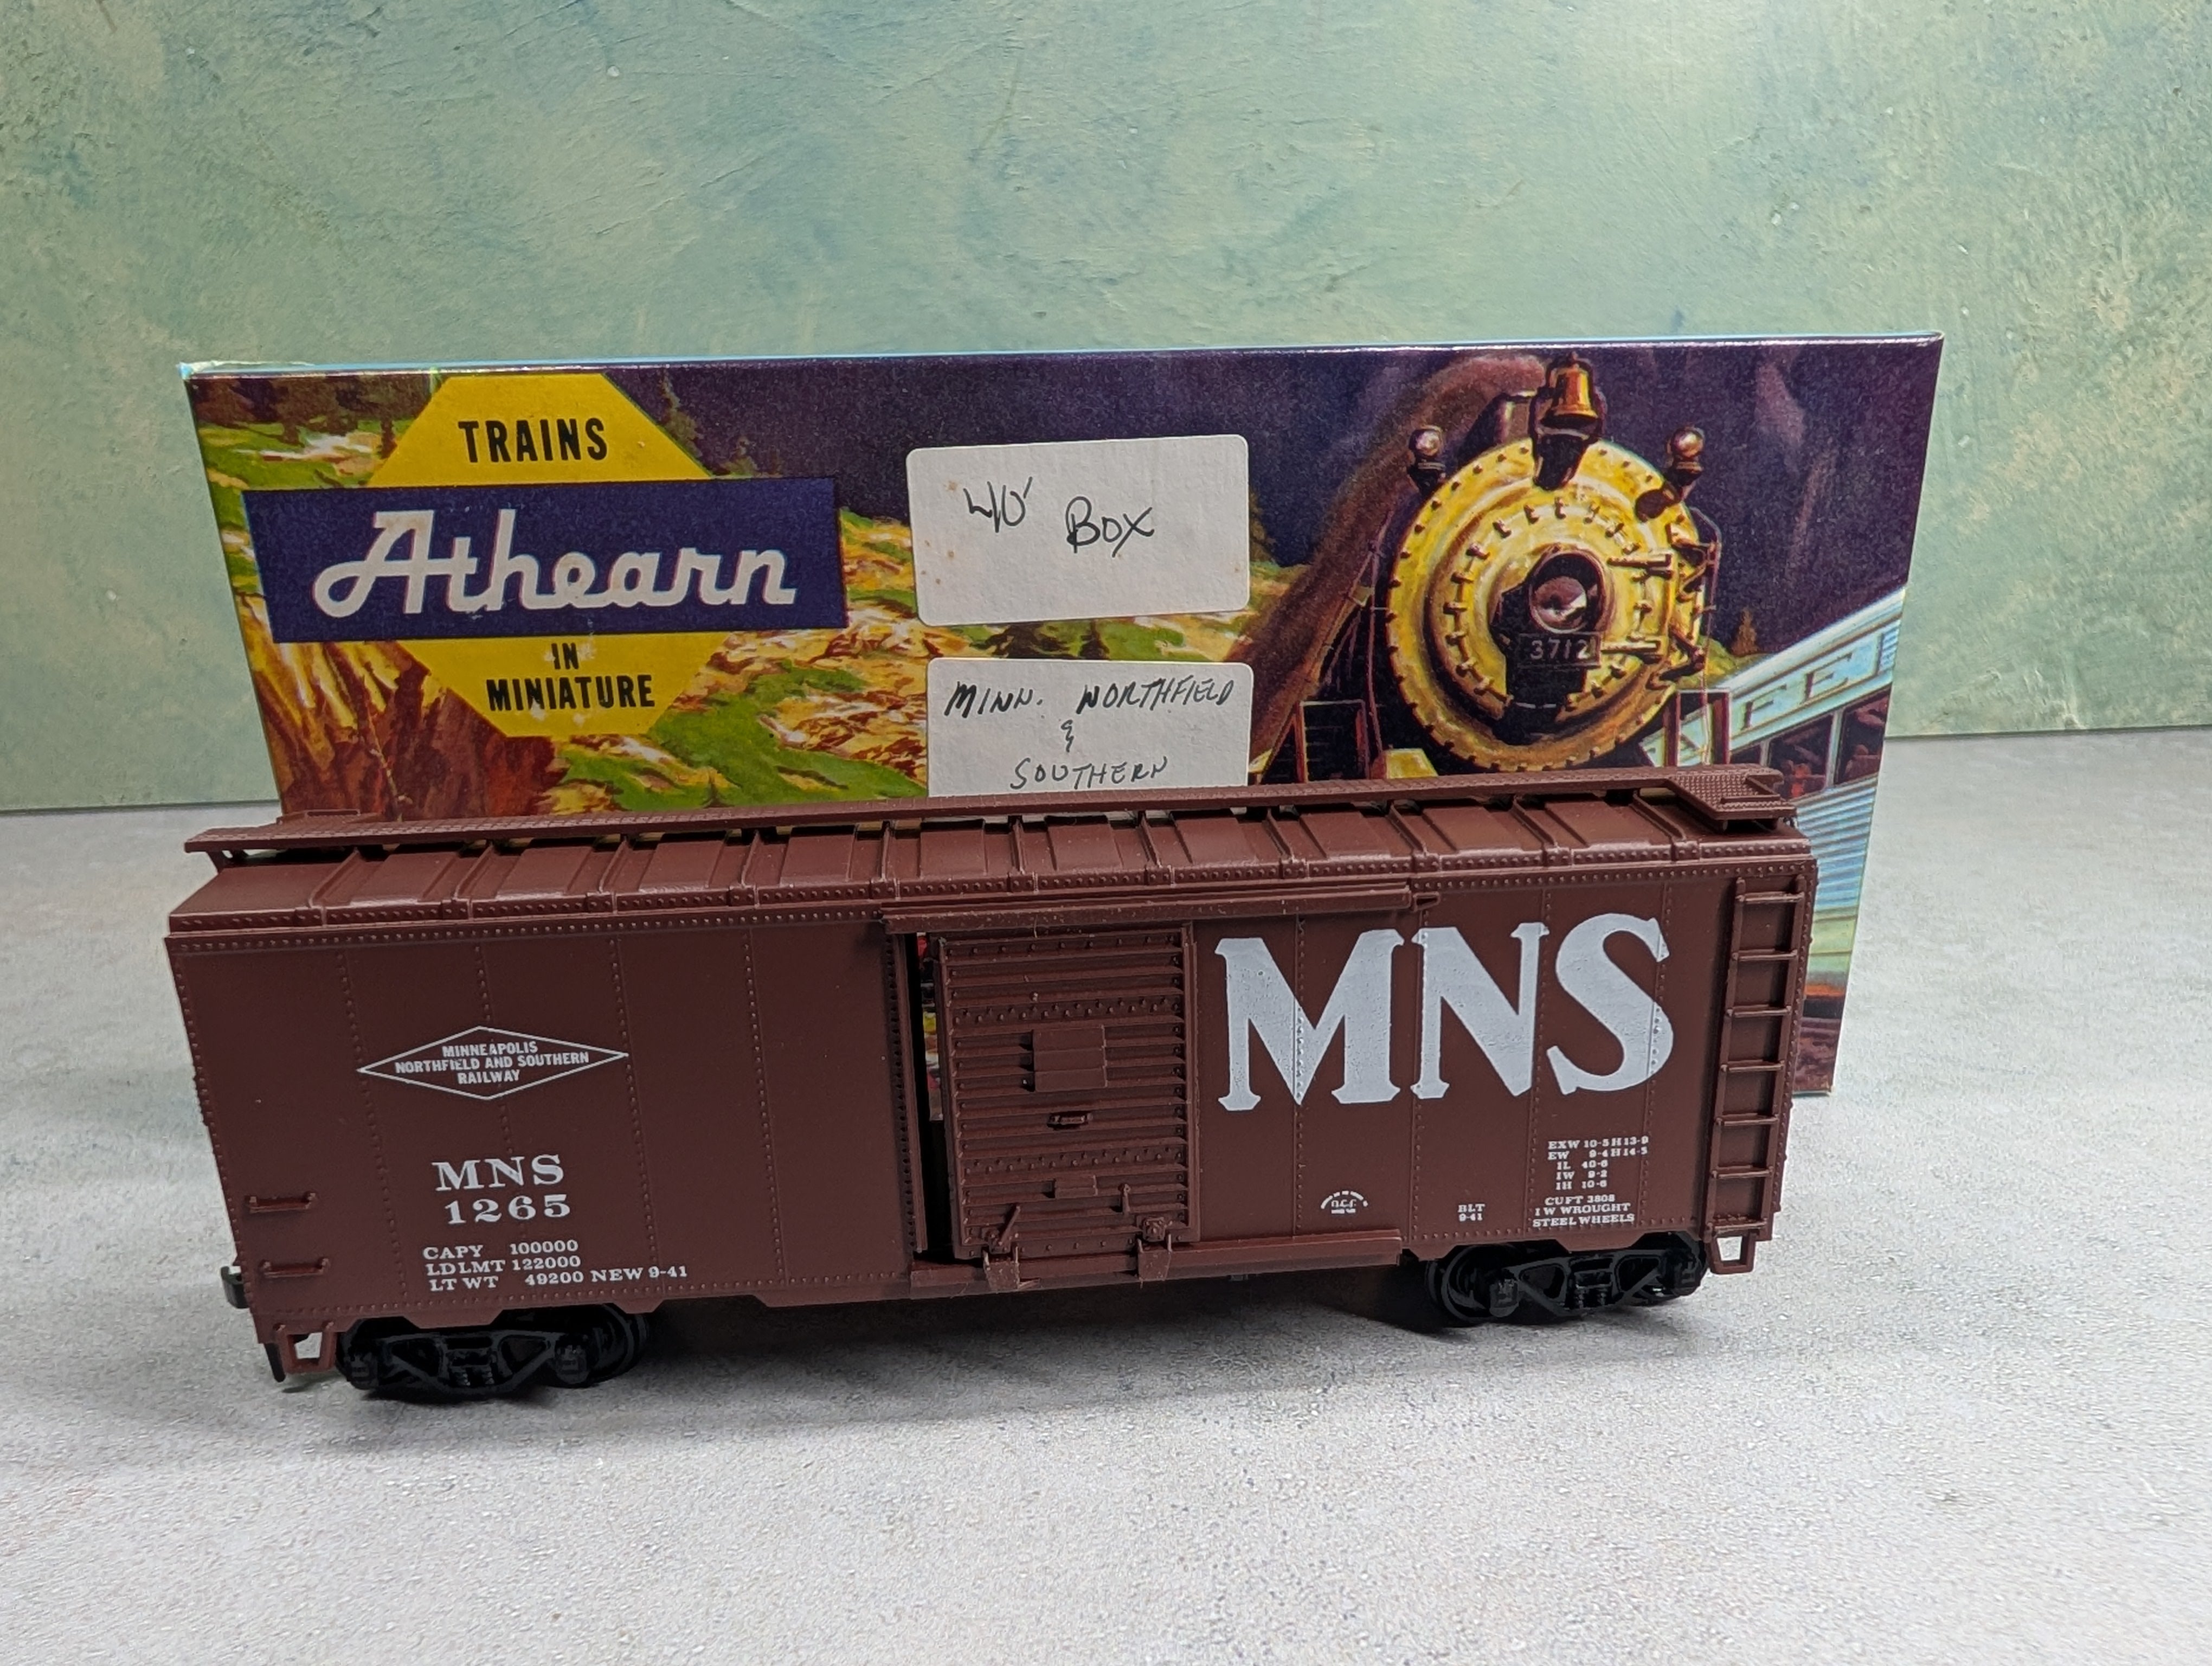 TRAINS
Athearn
IN
MINIATURE
40' BOX
MINN. NORTHFIELD
&
SOUTHERN
3712
MINNEAPOLIS
NORTHFIELD AND SOUTHERN
RAILWAY
MNS
1265
CAPY 100000
LD LMT 122000
LT WT 49200 NEW 9-41
MNS
EXW 10-5 H 13-9
EW 9-4 H 14-5
IL 40-6
IW 9-2
IH 10-6
CUFT 3808
1 W WROUGHT
STEEL WHEELS
BLT
9-41
A.C.F.